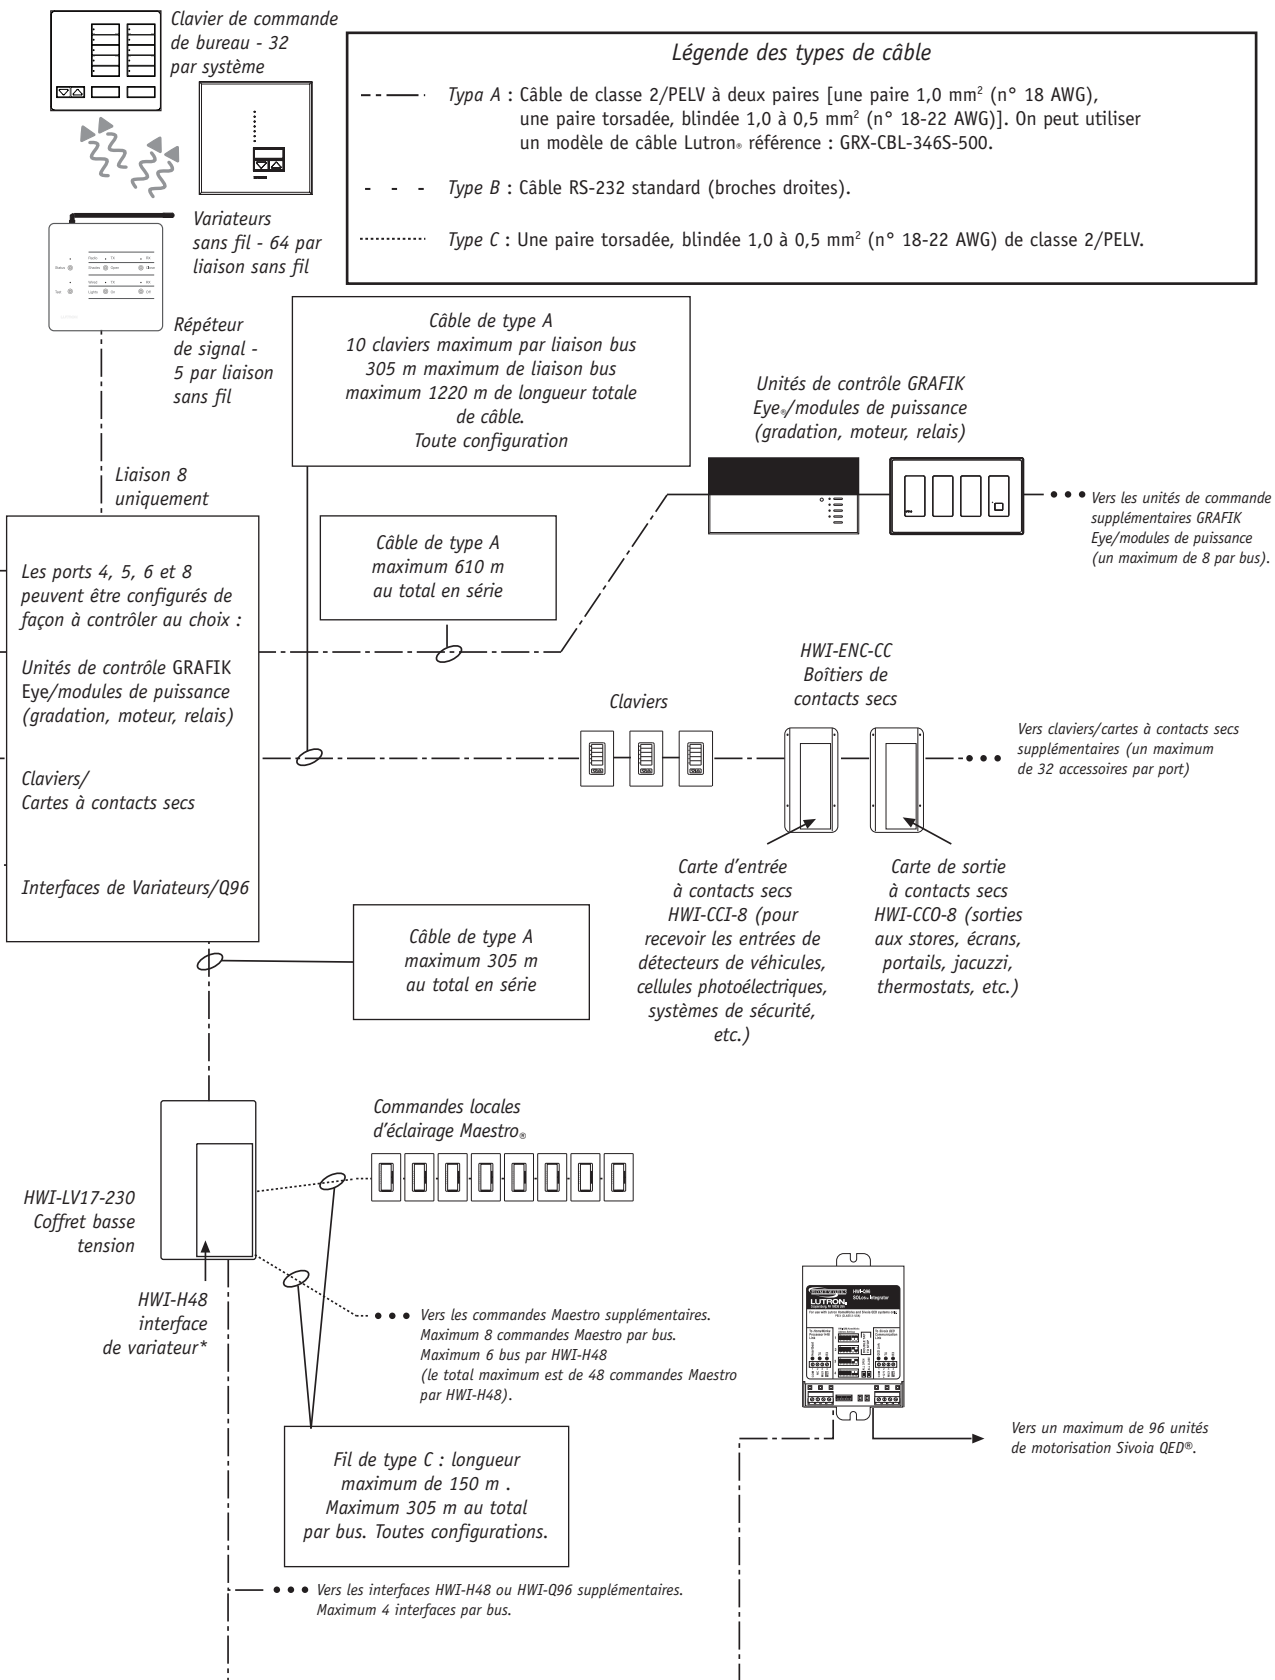 Clavier de commande
de bureau - 32
par système
Légende des types de câble
Typa A : Câble de classe 2/PELV à deux paires [une paire 1,0 mm² (n° 18 AWG),
une paire torsadée, blindée 1,0 à 0,5 mm² (n° 18-22 AWG)]. On peut utiliser
un modèle de câble Lutron® référence : GRX-CBL-346S-500.
Type B : Câble RS-232 standard (broches droites).
Type C : Une paire torsadée, blindée 1,0 à 0,5 mm² (n° 18-22 AWG) de classe 2/PELV.
Variateurs
sans fil - 64 par
liaison sans fil
Répéteur
de signal -
5 par liaison
sans fil
Câble de type A
10 claviers maximum par liaison bus
305 m maximum de liaison bus
maximum 1220 m de longueur totale
de câble.
Toute configuration
Unités de contrôle GRAFIK
Eye®/modules de puissance
(gradation, moteur, relais)
Liaison 8
uniquement
Vers les unités de commande
supplémentaires GRAFIK
Eye/modules de puissance
(un maximum de 8 par bus).
Câble de type A
maximum 610 m
au total en série
Les ports 4, 5, 6 et 8
peuvent être configurés de
façon à contrôler au choix :
Unités de contrôle GRAFIK
Eye/modules de puissance
(gradation, moteur, relais)
Claviers/
Cartes à contacts secs
Interfaces de Variateurs/Q96
Claviers
HWI-ENC-CC
Boîtiers de
contacts secs
Vers claviers/cartes à contacts secs
supplémentaires (un maximum
de 32 accessoires par port)
Carte d'entrée
à contacts secs
HWI-CCI-8 (pour
recevoir les entrées de
détecteurs de véhicules,
cellules photoélectriques,
systèmes de sécurité,
etc.)
Carte de sortie
à contacts secs
HWI-CCO-8 (sorties
aux stores, écrans,
portails, jacuzzi,
thermostats, etc.)
Câble de type A
maximum 305 m
au total en série
Commandes locales
d'éclairage Maestro®
HWI-LV17-230
Coffret basse
tension
HWI-H48
interface
de variateur*
Vers les commandes Maestro supplémentaires.
Maximum 8 commandes Maestro par bus.
Maximum 6 bus par HWI-H48
(le total maximum est de 48 commandes Maestro
par HWI-H48).
LUTRON
HWI-Q96
Vers un maximum de 96 unités
de motorisation Sivoia QED®.
Fil de type C : longueur
maximum de 150 m .
Maximum 305 m au total
par bus. Toutes configurations.
Vers les interfaces HWI-H48 ou HWI-Q96 supplémentaires.
Maximum 4 interfaces par bus.